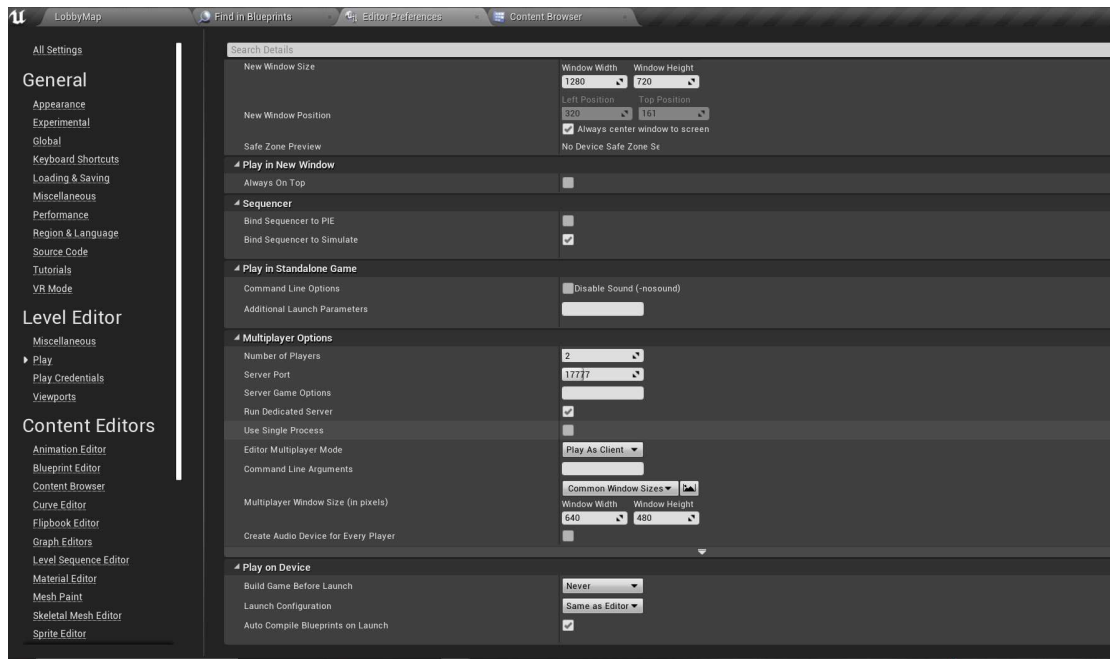 LobbyMap
Find in Blueprints
Editor Preferences
Content Browser
All Settings
General
Appearance
Experimental
Global
Keyboard Shortcuts
Loading & Saving
Miscellaneous
Performance
Region & Language
Source Code
Tutorials
VR Mode
Level Editor
Miscellaneous
Play
Play Credentials
Viewports
Content Editors
Animation Editor
Blueprint Editor
Content Browser
Curve Editor
Flipbook Editor
Graph Editors
Level Sequence Editor
Material Editor
Mesh Paint
Skeletal Mesh Editor
Sprite Editor
Search Details
New Window Size
Window Width Window Height
1280 720
Left Position Top Position
New Window Position
320 161
Always center window to screen
Safe Zone Preview No Device Safe Zone Se
Play in New Window
Always On Top
Sequencer
Bind Sequencer to PIE
Bind Sequencer to Simulate
Play in Standalone Game
Command Line Options Disable Sound (-nosound)
Additional Launch Parameters
Multiplayer Options
Number of Players 2
Server Port 17777
Server Game Options
Run Dedicated Server
Use Single Process
Editor Multiplayer Mode Play As Client
Command Line Arguments
Common Window Sizes
Multiplayer Window Size (in pixels)
Window Width Window Height
640 480
Create Audio Device for Every Player
Play on Device
Build Game Before Launch Never
Launch Configuration Same as Editor
Auto Compile Blueprints on Launch